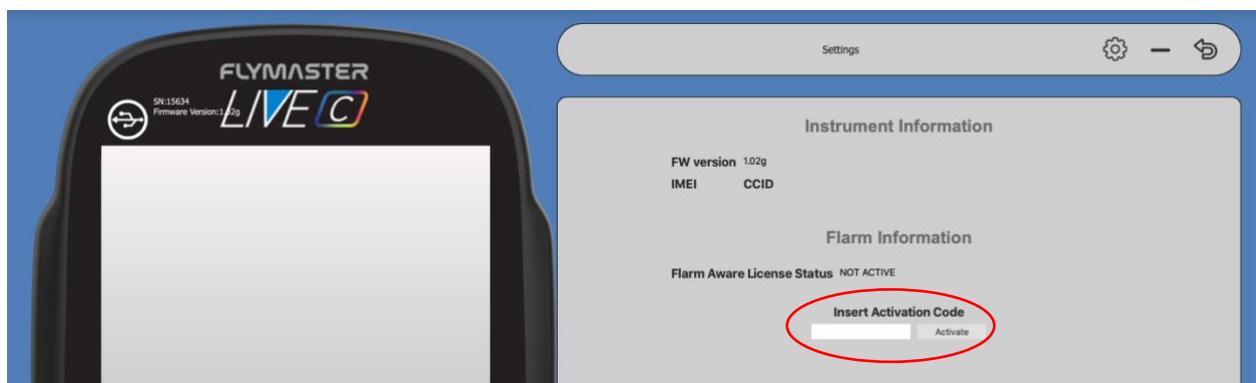 FLYMASTER
LIVE C
SN:15634
Firmware Version:1.02g
Settings
Instrument Information
FW version 1.02g
IMEI CCID
Flarm Information
Flarm Aware License Status NOT ACTIVE
Insert Activation Code
Activate